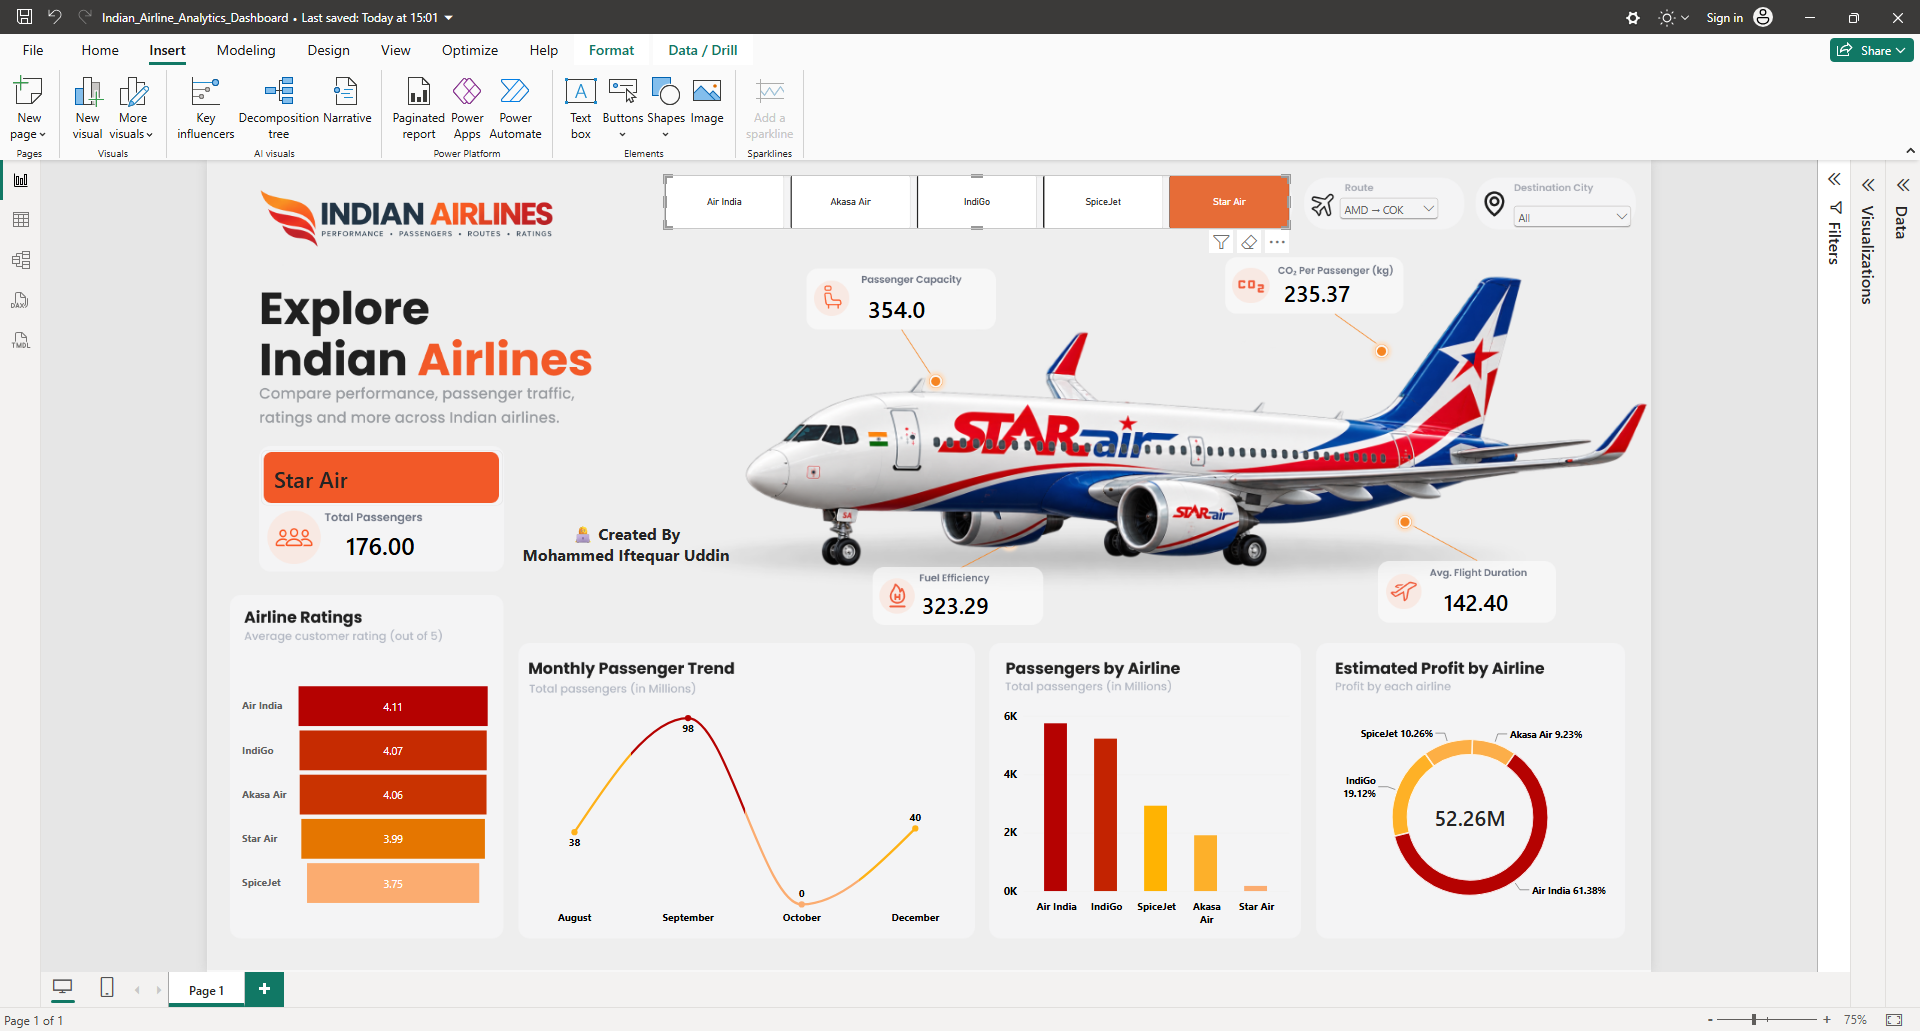 Indian_Airline_Analytics_Dashboard • Last saved: Today at 15:01
Sign in
File Home Insert Modeling Design View Optimize Help Format Data / Drill
Share
New page
Pages
New visual
More visuals
Visuals
Key influencers
Decomposition tree
Narrative
AI visuals
Paginated report
Power Apps
Power Automate
Power Platform
Text box
Buttons
Shapes
Image
Elements
Add a sparkline
Sparklines
DAX
TMDL
INDIAN AIRLINES
PERFORMANCE • PASSENGERS • ROUTES • RATINGS
Air India
Akasa Air
IndiGo
SpiceJet
Star Air
Route
AMD → COK
Destination City
All
Filters
Visualizations
Data
Explore
Indian Airlines
Compare performance, passenger traffic,
ratings and more across Indian airlines.
Passenger Capacity
354.0
CO₂
CO₂ Per Passenger (kg)
235.37
STAR air
SA
STAR air
Star Air
Total Passengers
176.00
Created By
Mohammed Iftequar Uddin
Fuel Efficiency
H
323.29
Avg. Flight Duration
142.40
Airline Ratings
Average customer rating (out of 5)
Air India 4.11
IndiGo 4.07
Akasa Air 4.06
Star Air 3.99
SpiceJet 3.75
Monthly Passenger Trend
Total passengers (in Millions)
38
98
0
40
August September October December
Passengers by Airline
Total passengers (in Millions)
6K
4K
2K
0K
Air India IndiGo SpiceJet Akasa Air Star Air
Estimated Profit by Airline
Profit by each airline
SpiceJet 10.26%
Akasa Air 9.23%
IndiGo
19.12%
52.26M
Air India 61.38%
Page 1
+
Page 1 of 1
- + 75%